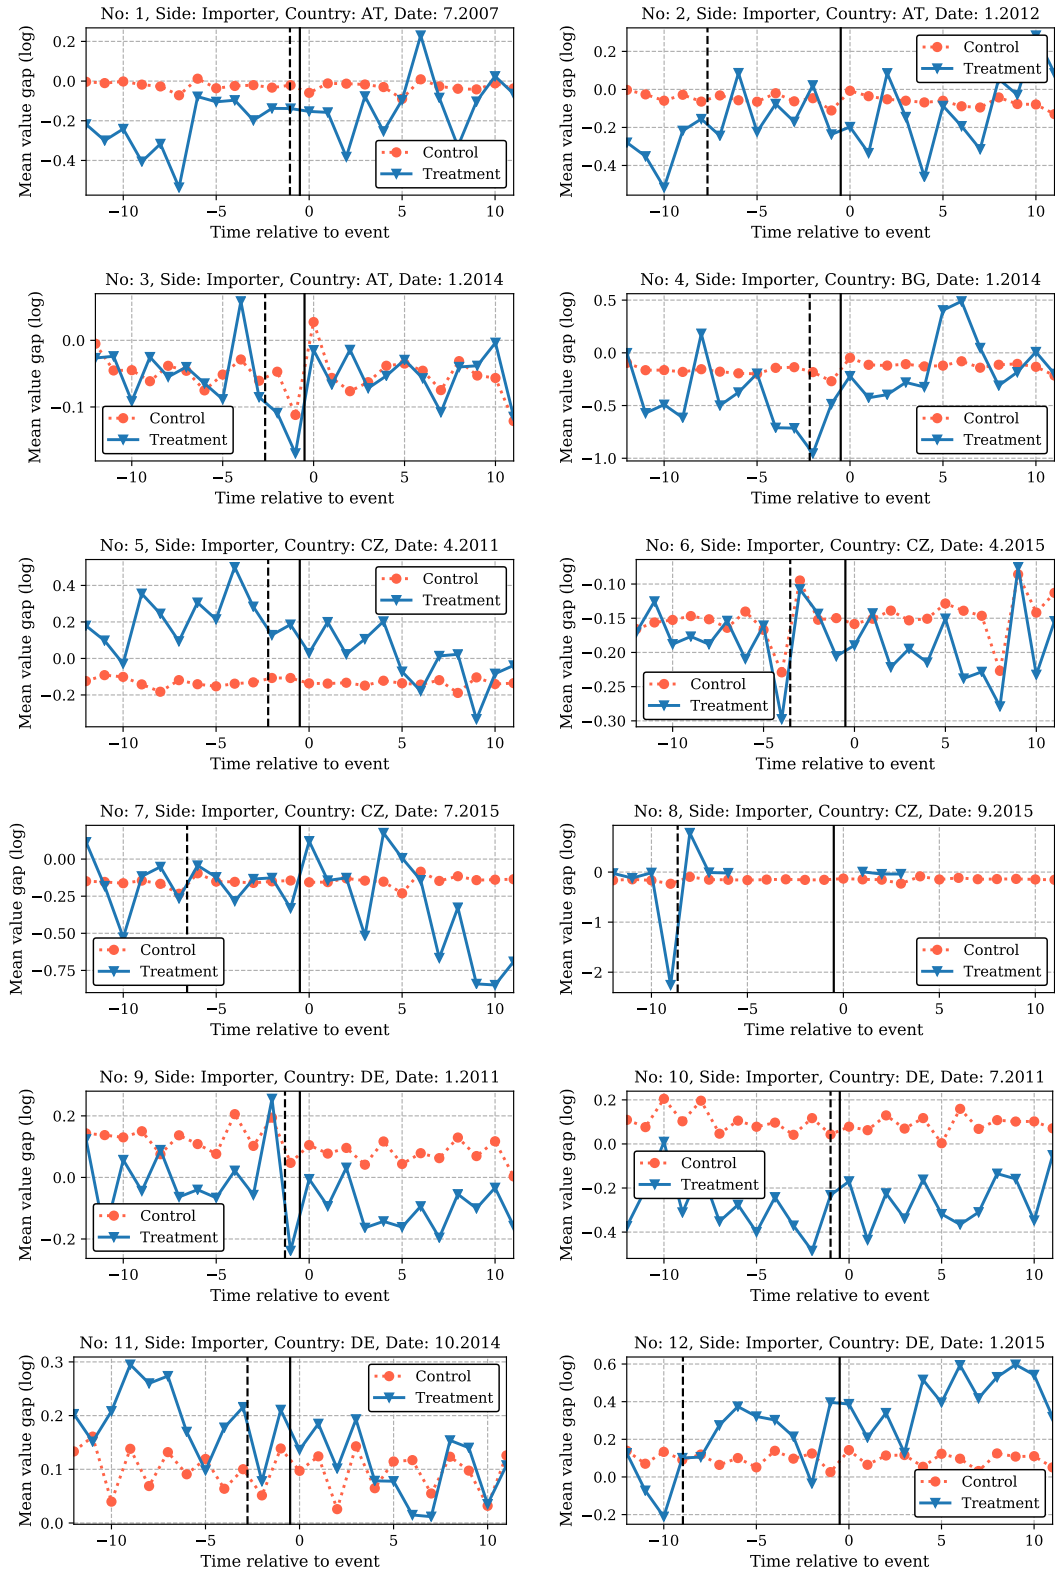 No: 1, Side: Importer, Country: AT, Date: 7.2007
Mean value gap (log)
0.2
0.0
−0.2
−0.4
Control
Treatment
−10 −5 0 5 10
Time relative to event
No: 2, Side: Importer, Country: AT, Date: 1.2012
Mean value gap (log)
0.2
0.0
−0.2
−0.4
Control
Treatment
−10 −5 0 5 10
Time relative to event
No: 3, Side: Importer, Country: AT, Date: 1.2014
Mean value gap (log)
0.0
−0.1
Control
Treatment
−10 −5 0 5 10
Time relative to event
No: 4, Side: Importer, Country: BG, Date: 1.2014
Mean value gap (log)
0.5
0.0
−0.5
−1.0
Control
Treatment
−10 −5 0 5 10
Time relative to event
No: 5, Side: Importer, Country: CZ, Date: 4.2011
Mean value gap (log)
0.4
0.2
0.0
−0.2
Control
Treatment
−10 −5 0 5 10
Time relative to event
No: 6, Side: Importer, Country: CZ, Date: 4.2015
Mean value gap (log)
−0.10
−0.15
−0.20
−0.25
−0.30
Control
Treatment
−10 −5 0 5 10
Time relative to event
No: 7, Side: Importer, Country: CZ, Date: 7.2015
Mean value gap (log)
0.00
−0.25
−0.50
−0.75
Control
Treatment
−10 −5 0 5 10
Time relative to event
No: 8, Side: Importer, Country: CZ, Date: 9.2015
Mean value gap (log)
0
−1
−2
Control
Treatment
−10 −5 0 5 10
Time relative to event
No: 9, Side: Importer, Country: DE, Date: 1.2011
Mean value gap (log)
0.2
0.0
−0.2
Control
Treatment
−10 −5 0 5 10
Time relative to event
No: 10, Side: Importer, Country: DE, Date: 7.2011
Mean value gap (log)
0.2
0.0
−0.2
−0.4
Control
Treatment
−10 −5 0 5 10
Time relative to event
No: 11, Side: Importer, Country: DE, Date: 10.2014
Mean value gap (log)
0.3
0.2
0.1
0.0
Control
Treatment
−10 −5 0 5 10
Time relative to event
No: 12, Side: Importer, Country: DE, Date: 1.2015
Mean value gap (log)
0.6
0.4
0.2
0.0
−0.2
Control
Treatment
−10 −5 0 5 10
Time relative to event